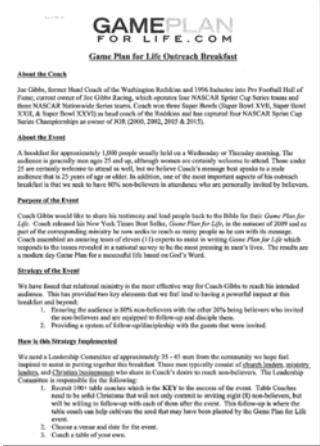 GAMEPLAN
FOR LIFE.COM
Game Plan for Life Outreach Breakfast
About the Coach
Joe Gibbs, former Head Coach of the Washington Redskins and 1996 Inductee into Pro Football Hall of
Fame, current owner of Joe Gibbs Racing, which operates four NASCAR Sprint Cup Series teams and
three NASCAR Nationwide Series teams. Coach won three Super Bowls (Super Bowl XVII, Super Bowl
XXII, & Super Bowl XXVI) as head coach of the Redskins and has captured four NASCAR Sprint Cup
Series Championships as owner of JGR (2000, 2002, 2005 & 2015).
About the Event
A breakfast for approximately 1,000 people usually held on a Wednesday or Thursday morning. The
audience is generally men ages 25 and up, although women are certainly welcome to attend. Those under
25 are certainly welcome to attend as well, but we believe Coach's message best speaks to a male
audience that is 25 years of age or older. In addition, one of the most important aspects of his outreach
breakfast is that we seek to have 80% non-believers in attendance who are personally invited by believers.
Purpose of the Event
Coach Gibbs would like to share his testimony and lead people back to the Bible for their Game Plan for
Life. Coach released his New York Times Best Seller, Game Plan for Life, in the summer of 2009 and as
part of the corresponding ministry he now seeks to reach as many people as he can with its message.
Coach assembled an amazing team of eleven (11) experts to assist in writing Game Plan for Life which
responds to the issues revealed in a national survey to be the most pressing in men's lives. The results are
a modern day Game Plan for a successful life based on God's Word.
Strategy of the Event
We have found that relational ministry is the most effective way for Coach Gibbs to reach his intended
audience. This has provided two key elements that we feel lend to having a powerful impact at this
breakfast and beyond:
1. Ensuring the audience is 80% non-believers with the other 20% being believers who invited
the non-believers and are equipped to follow-up and disciple them.
2. Providing a system of follow-up/discipleship with the guests that were invited.
How is this Strategy Implemented
We need a Leadership Committee of approximately 35 - 45 men from the community we hope feel
inspired to assist in putting together this breakfast. These men typically consist of church leaders, ministry
leaders, and Christian businessmen who share in Coach's desire to reach non-believers. The Leadership
Committee is responsible for the following:
1. Recruit 100+ table coaches which is the KEY to the success of the event. Table Coaches
need to be solid Christians that will not only commit to inviting eight (8) non-believers, but
will be willing to follow-up with each of them after the event. This follow-up is where the
table coach can help cultivate the seed that may have been planted by the Game Plan for Life
event.
2. Choose a venue and date for the event.
3. Coach a table of your own.